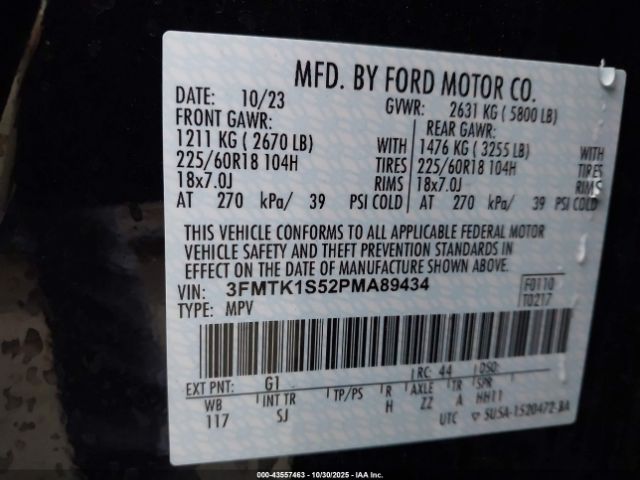 MFD. BY FORD MOTOR CO.
DATE: 10/23 GVWR: 2631 KG ( 5800 LB)
FRONT GAWR: REAR GAWR:
1211 KG ( 2670 LB) WITH 1476 KG ( 3255 LB) WITH
225/60R18 104H TIRES 225/60R18 104H TIRES
18x7.0J RIMS 18x7.0J RIMS
AT 270 kPa/ 39 PSI COLD AT 270 kPa/ 39 PSI COLD
THIS VEHICLE CONFORMS TO ALL APPLICABLE FEDERAL MOTOR
VEHICLE SAFETY AND THEFT PREVENTION STANDARDS IN
EFFECT ON THE DATE OF MANUFACTURE SHOWN ABOVE.
VIN: 3FMTK1S52PMA89434 F0110
TYPE: MPV T0217
EXT PNT: G1 RC: 44 DSO:
WB INT TR TP/PS R AXLE TR SPR
117 SJ H ZZ A HH11
UTC SU5A-1520472-BA
000-43557463 - 10/30/2025 - IAAI.com, Inc.